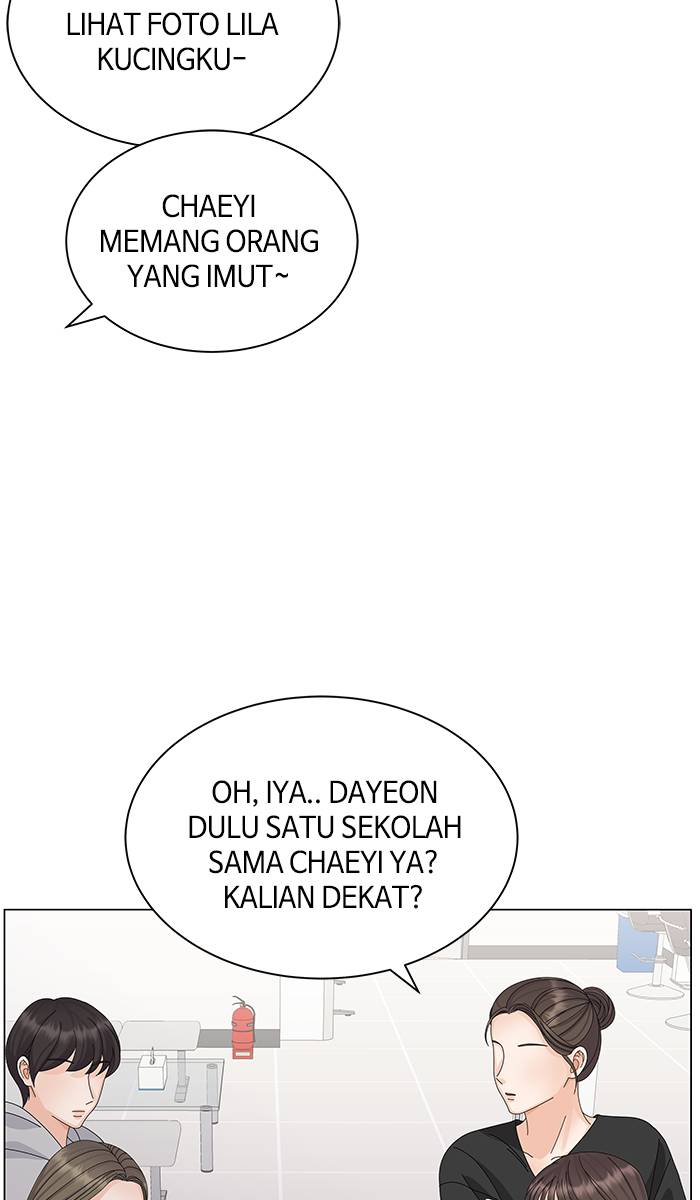 LIHAT FOTO LILA
KUCINGKU-
CHAEYI
MEMANG ORANG
YANG IMUT~
OH, IYA.. DAYEON
DULU SATU SEKOLAH
SAMA CHAEYI YA?
KALIAN DEKAT?